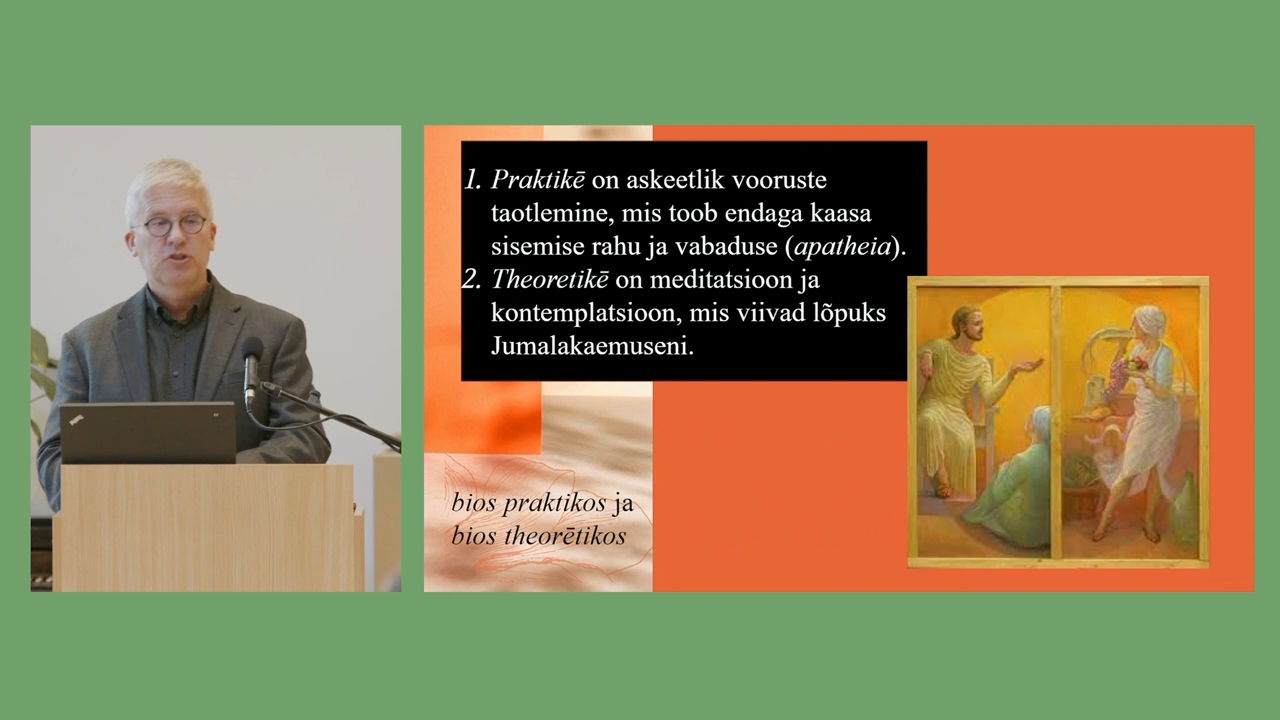 1. Praktikē on askeetlik vooruste
taotlemine, mis toob endaga kaasa
sisemise rahu ja vabaduse (apatheia).
2. Theoretikē on meditatsioon ja
kontemplatsioon, mis viivad lõpuks
Jumalakaemuseni.
bios praktikos ja
bios theorētikos